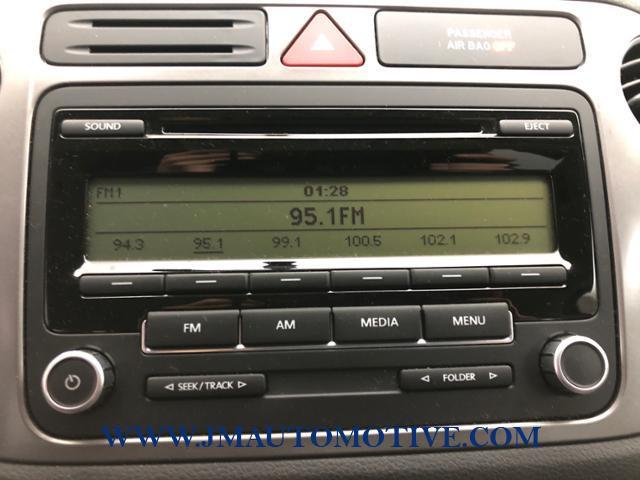 PASSENGER
AIR BAG OFF
SOUND
EJECT
FM1 01:28
95.1FM
94.3 95.1 99.1 100.5 102.1 102.9
FM AM MEDIA MENU
SEEK/TRACK
FOLDER
WWW.JMAUTOMOTIVE.COM